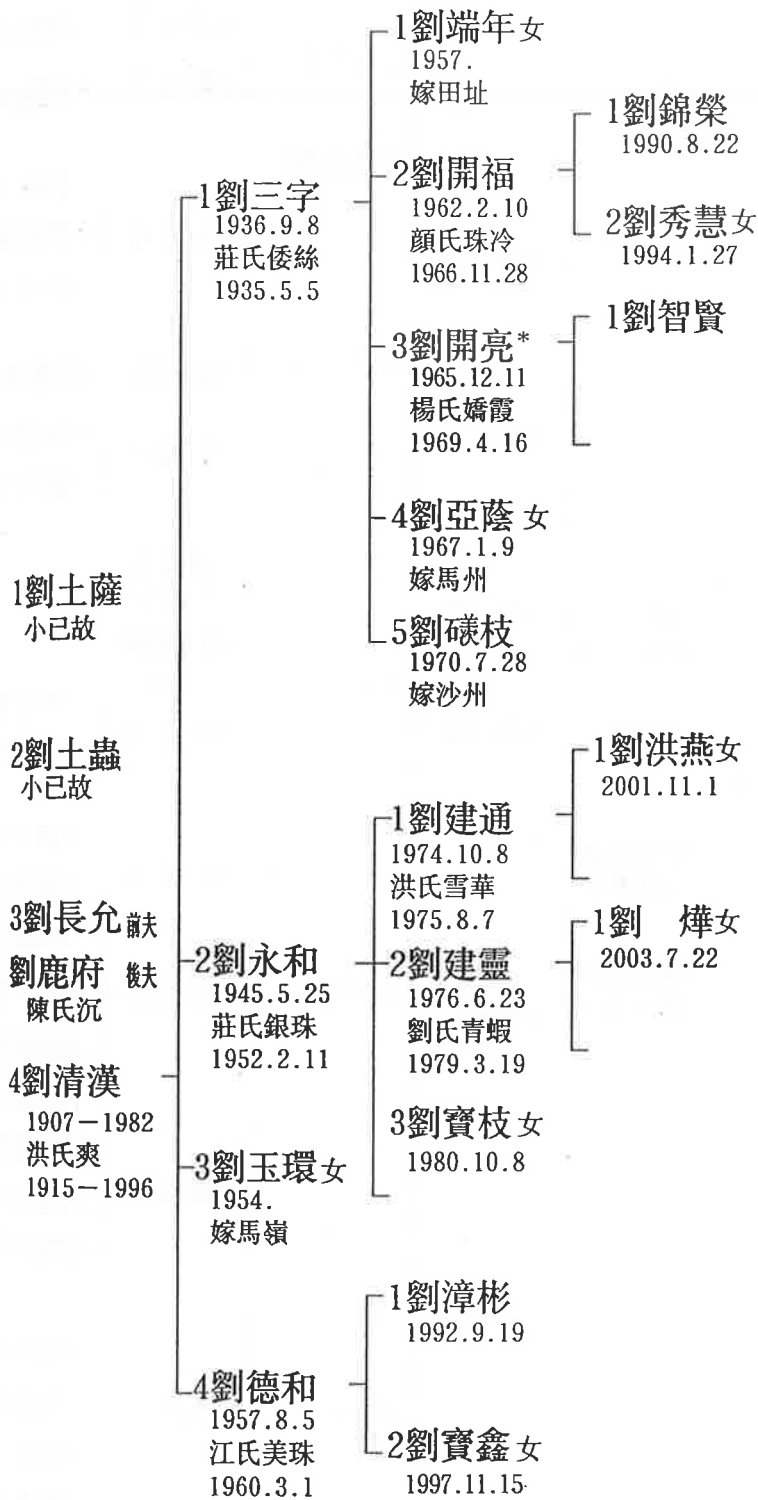 1劉土薩
小已故
2劉土蟲
小已故
3劉長允 前夫
劉鹿府 後夫
陳氏沉
4劉清漢
1907－1982
洪氏爽
1915－1996
1劉三字
1936.9.8
莊氏倭絲
1935.5.5
2劉永和
1945.5.25
莊氏銀珠
1952.2.11
3劉玉環 女
1954.
嫁馬嶺
4劉德和
1957.8.5
江氏美珠
1960.3.1
1劉端年 女
1957.
嫁田址
2劉開福
1962.2.10
顏氏珠冷
1966.11.28
3劉開亮*
1965.12.11
楊氏嬌霞
1969.4.16
4劉亞蔭 女
1967.1.9
嫁馬州
5劉礒枝
1970.7.28
嫁沙州
1劉建通
1974.10.8
洪氏雪華
1975.8.7
2劉建靈
1976.6.23
劉氏青蝦
1979.3.19
3劉寶枝 女
1980.10.8
1劉漳彬
1992.9.19
2劉寶鑫 女
1997.11.15
1劉錦榮
1990.8.22
2劉秀慧 女
1994.1.27
1劉智賢
1劉洪燕 女
2001.11.1
1劉　燁 女
2003.7.22